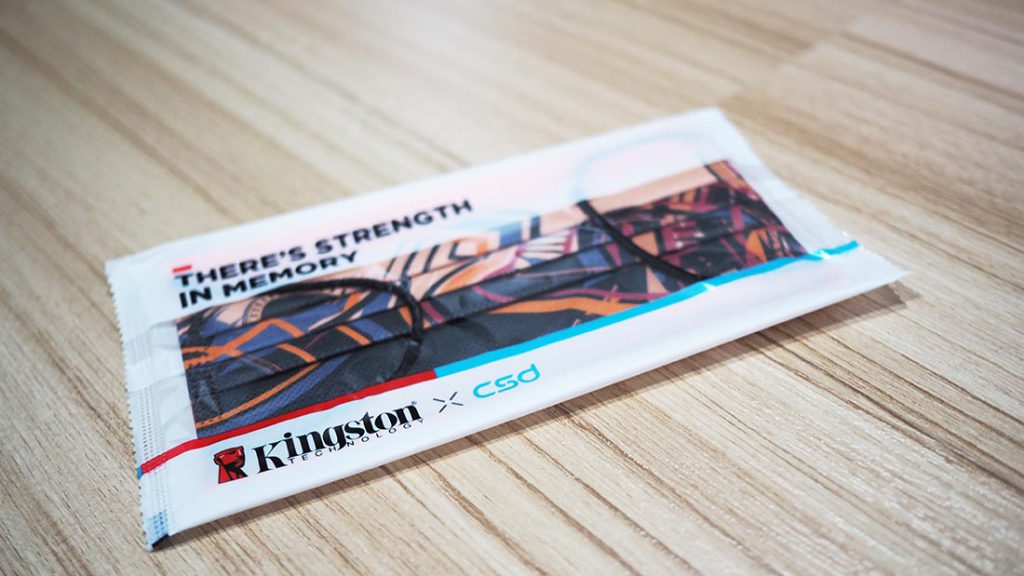 THERE'S STRENGTH
IN MEMORY
Kingston® × csd
TECHNOLOGY